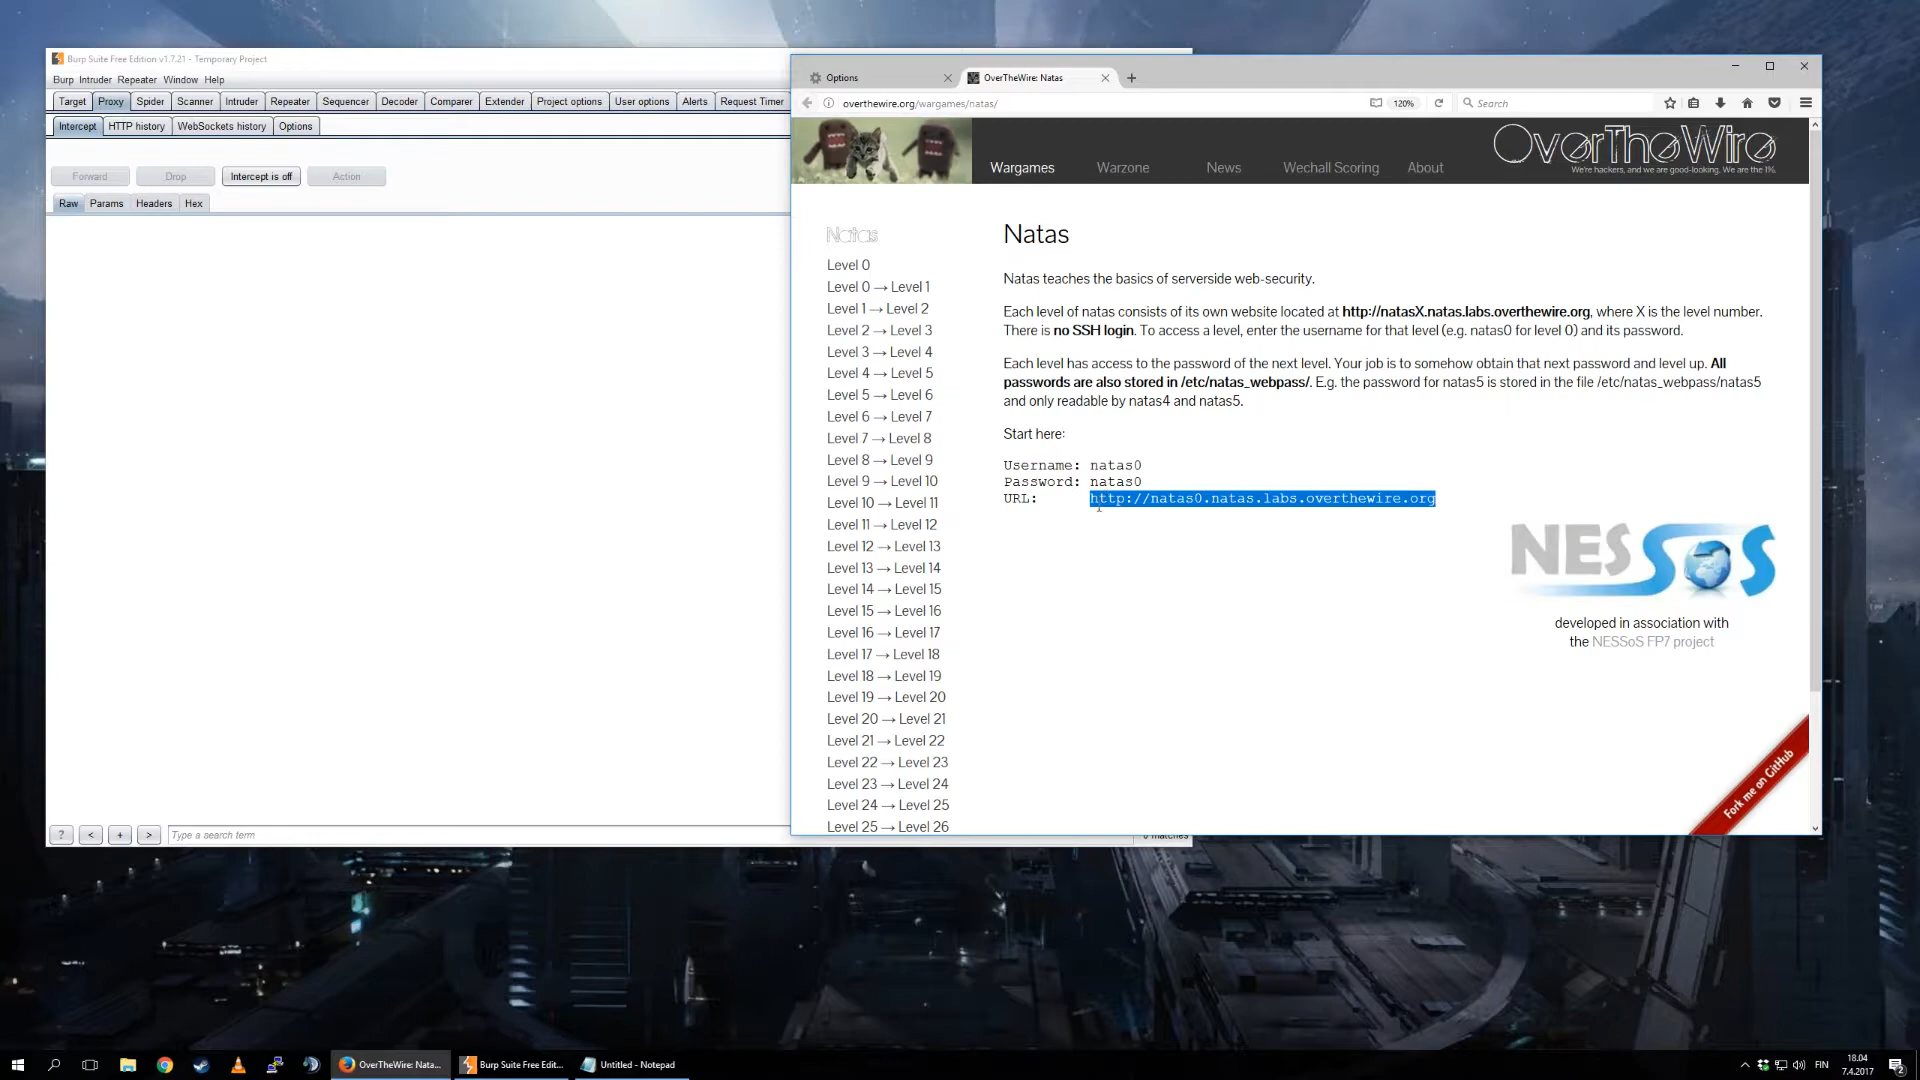 Burp Suite Free Edition v1.7.21 - Temporary Project
Burp Intruder Repeater Window Help
Target Proxy Spider Scanner Intruder Repeater Sequencer Decoder Comparer Extender Project options User options Alerts Request Timer
Intercept HTTP history WebSockets history Options
Forward Drop Intercept is off Action
Raw Params Headers Hex
? < + > Type a search term
0 matches
Options OverTheWire: Natas
overthewire.org/wargames/natas/ 120% Search
Wargames Warzone News Wechall Scoring About
OverTheWire
We're hackers, and we are good-looking. We are the 1%.
Natas
Level 0
Level 0 → Level 1
Level 1 → Level 2
Level 2 → Level 3
Level 3 → Level 4
Level 4 → Level 5
Level 5 → Level 6
Level 6 → Level 7
Level 7 → Level 8
Level 8 → Level 9
Level 9 → Level 10
Level 10 → Level 11
Level 11 → Level 12
Level 12 → Level 13
Level 13 → Level 14
Level 14 → Level 15
Level 15 → Level 16
Level 16 → Level 17
Level 17 → Level 18
Level 18 → Level 19
Level 19 → Level 20
Level 20 → Level 21
Level 21 → Level 22
Level 22 → Level 23
Level 23 → Level 24
Level 24 → Level 25
Level 25 → Level 26
Natas
Natas teaches the basics of serverside web-security.
Each level of natas consists of its own website located at http://natasX.natas.labs.overthewire.org, where X is the level number.
There is no SSH login. To access a level, enter the username for that level (e.g. natas0 for level 0) and its password.
Each level has access to the password of the next level. Your job is to somehow obtain that next password and level up. All
passwords are also stored in /etc/natas_webpass/. E.g. the password for natas5 is stored in the file /etc/natas_webpass/natas5
and only readable by natas4 and natas5.
Start here:
Username: natas0
Password: natas0
URL: http://natas0.natas.labs.overthewire.org
NESSOS
developed in association with
the NESSoS FP7 project
Fork me on GitHub
OverTheWire: Nata... Burp Suite Free Edit... Untitled - Notepad
FIN
18.04
7.4.2017
2